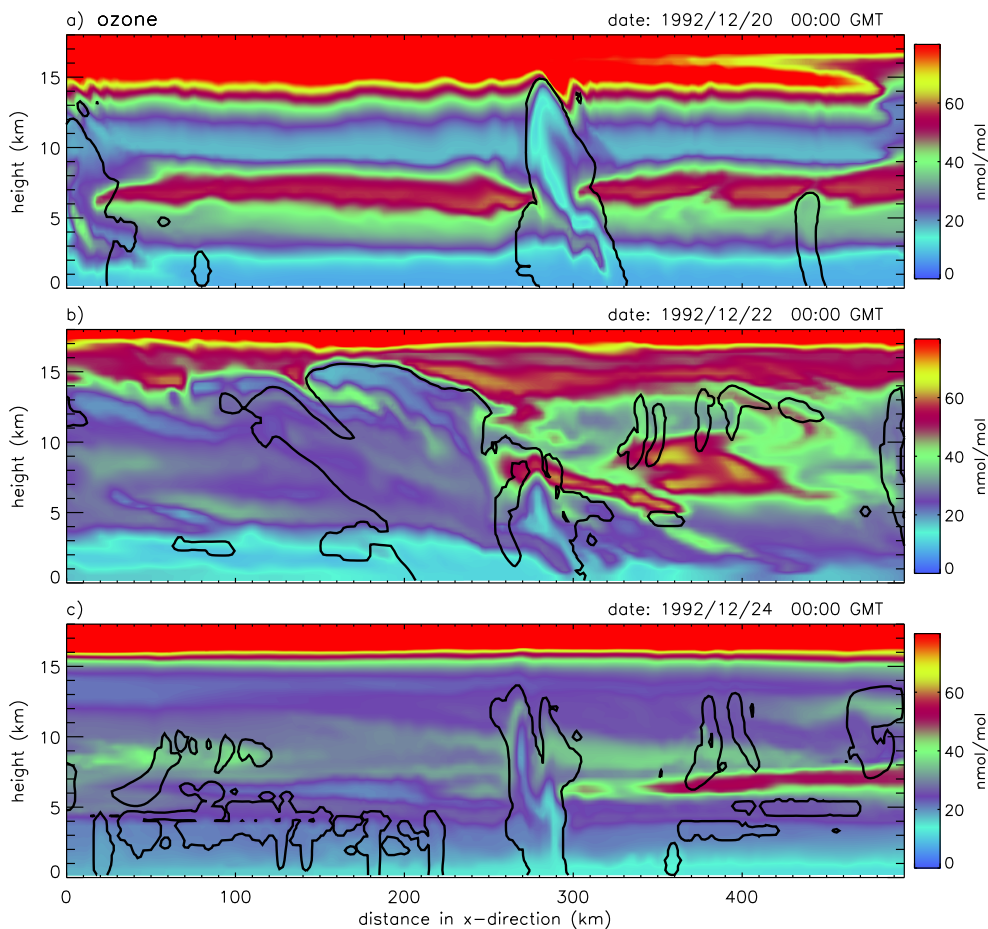 a) ozone date: 1992/12/20 00:00 GMT
15
10
5
0
height (km)
60
40
20
0
nmol/mol
b) date: 1992/12/22 00:00 GMT
15
10
5
0
height (km)
60
40
20
0
nmol/mol
c) date: 1992/12/24 00:00 GMT
15
10
5
0
height (km)
60
40
20
0
nmol/mol
0 100 200 300 400
distance in x-direction (km)